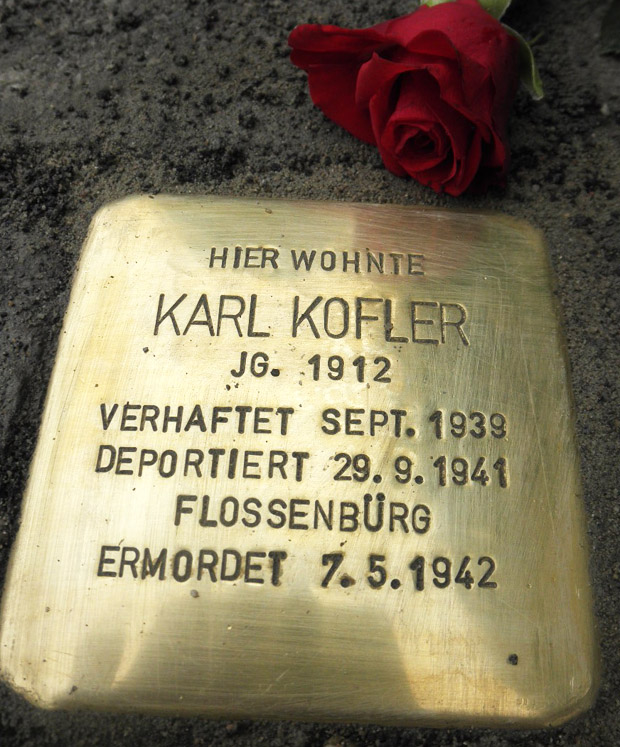 HIER WOHNTE
KARL KOFLER
JG. 1912
VERHAFTET SEPT. 1939
DEPORTIERT 29.9.1941
FLOSSENBÜRG
ERMORDET 7.5.1942